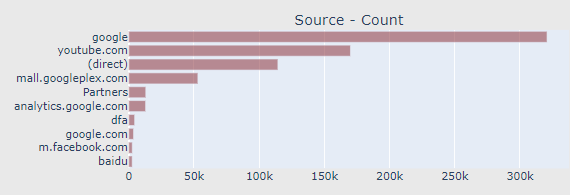 Source - Count
google
youtube.com
(direct)
mall.googleplex.com
Partners
analytics.google.com
dfa
google.com
m.facebook.com
baidu
0 50k 100k 150k 200k 250k 300k